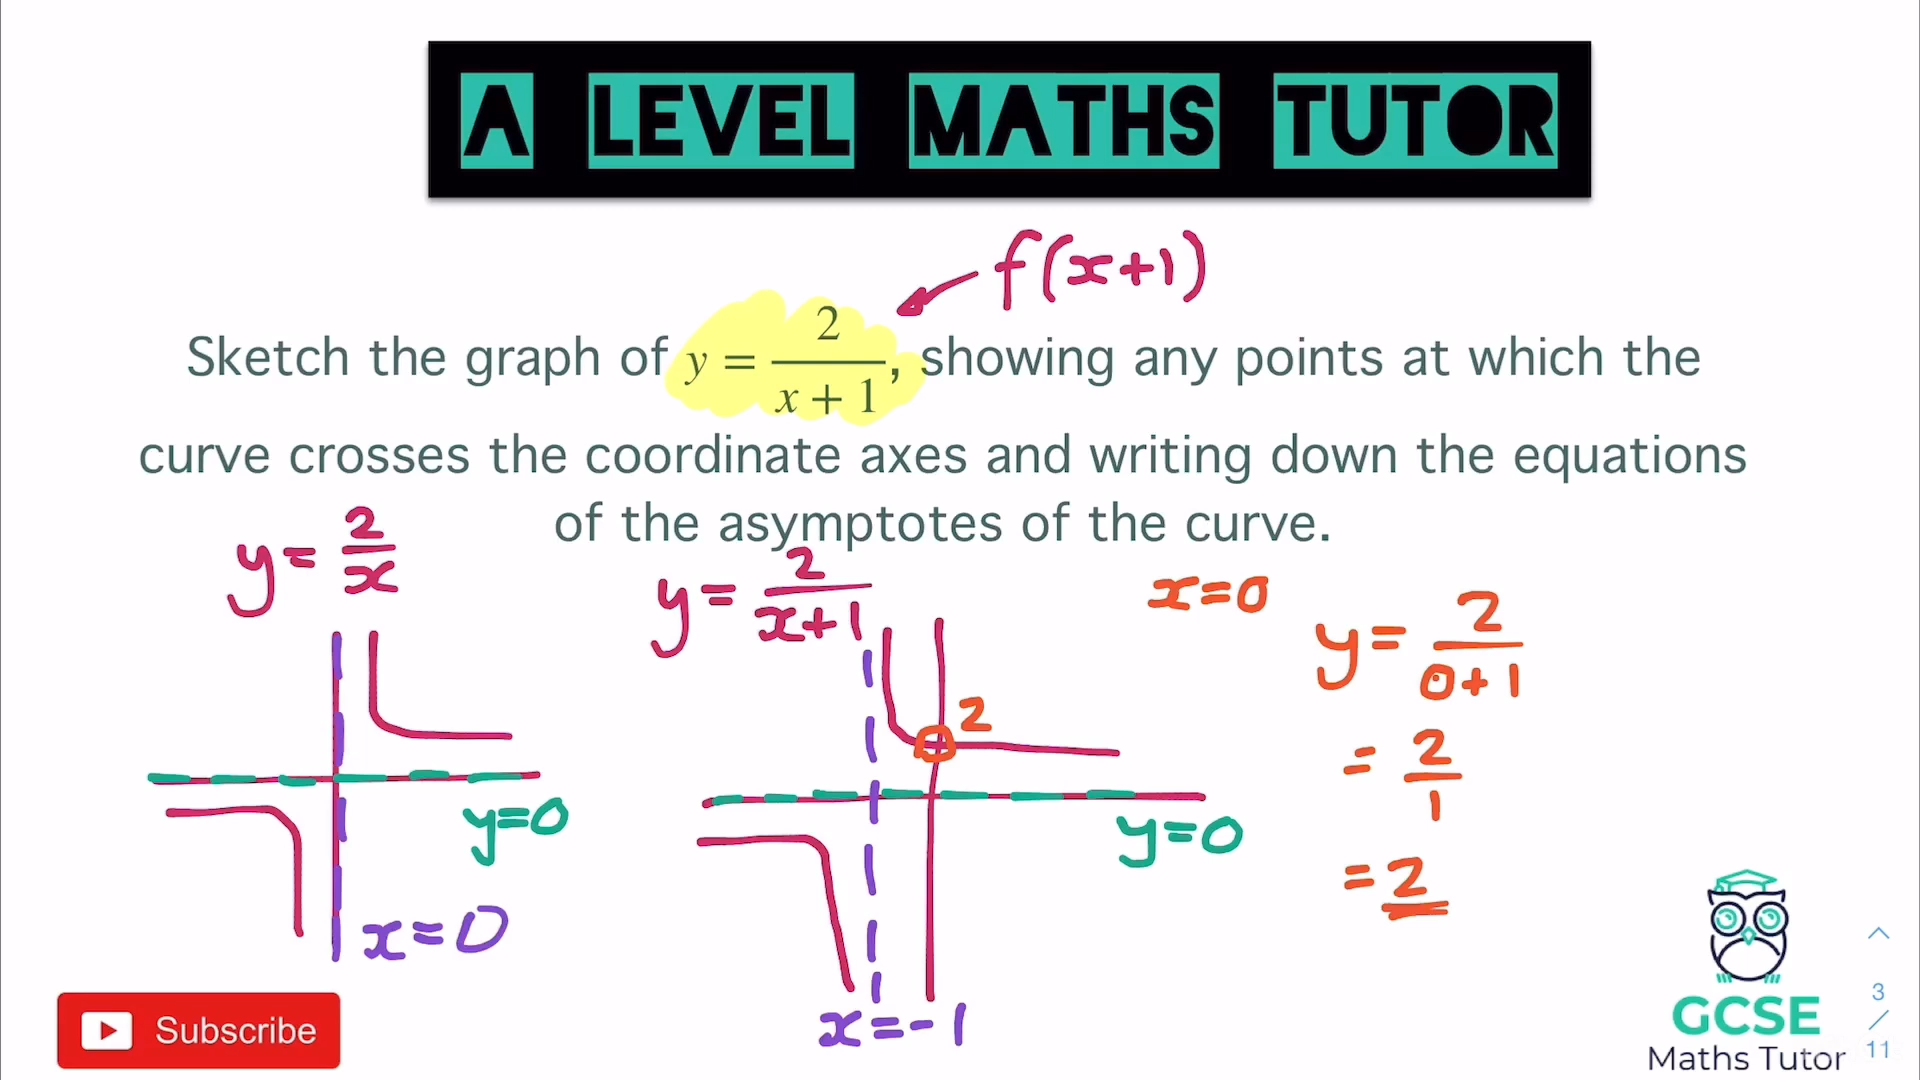 A LEVEL MATHS TUTOR
f(x+1)
Sketch the graph of y = 2/(x + 1), showing any points at which the
curve crosses the coordinate axes and writing down the equations
of the asymptotes of the curve.
y = 2/x
y=0
x=0
y = 2/(x+1)
2
y=0
x=-1
x=0
y = 2/(0+1)
= 2/1
= 2
Subscribe
GCSE
Maths Tutor
3
/
11